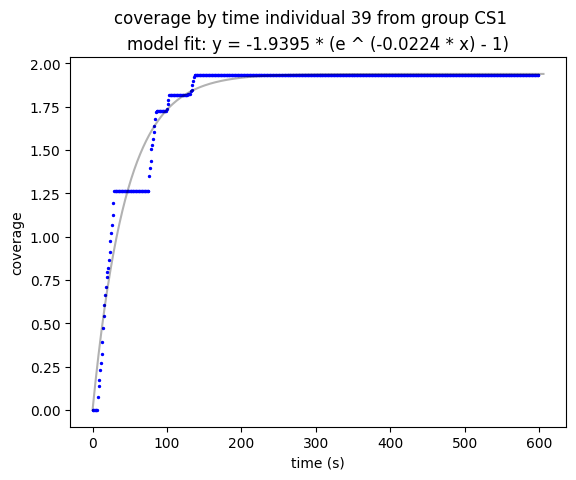 coverage by time individual 39 from group CS1
model fit: y = -1.9395 * (e ^ (-0.0224 * x) - 1)
2.00
1.75
1.50
1.25
1.00
0.75
0.50
0.25
0.00
coverage
0 100 200 300 400 500 600
time (s)